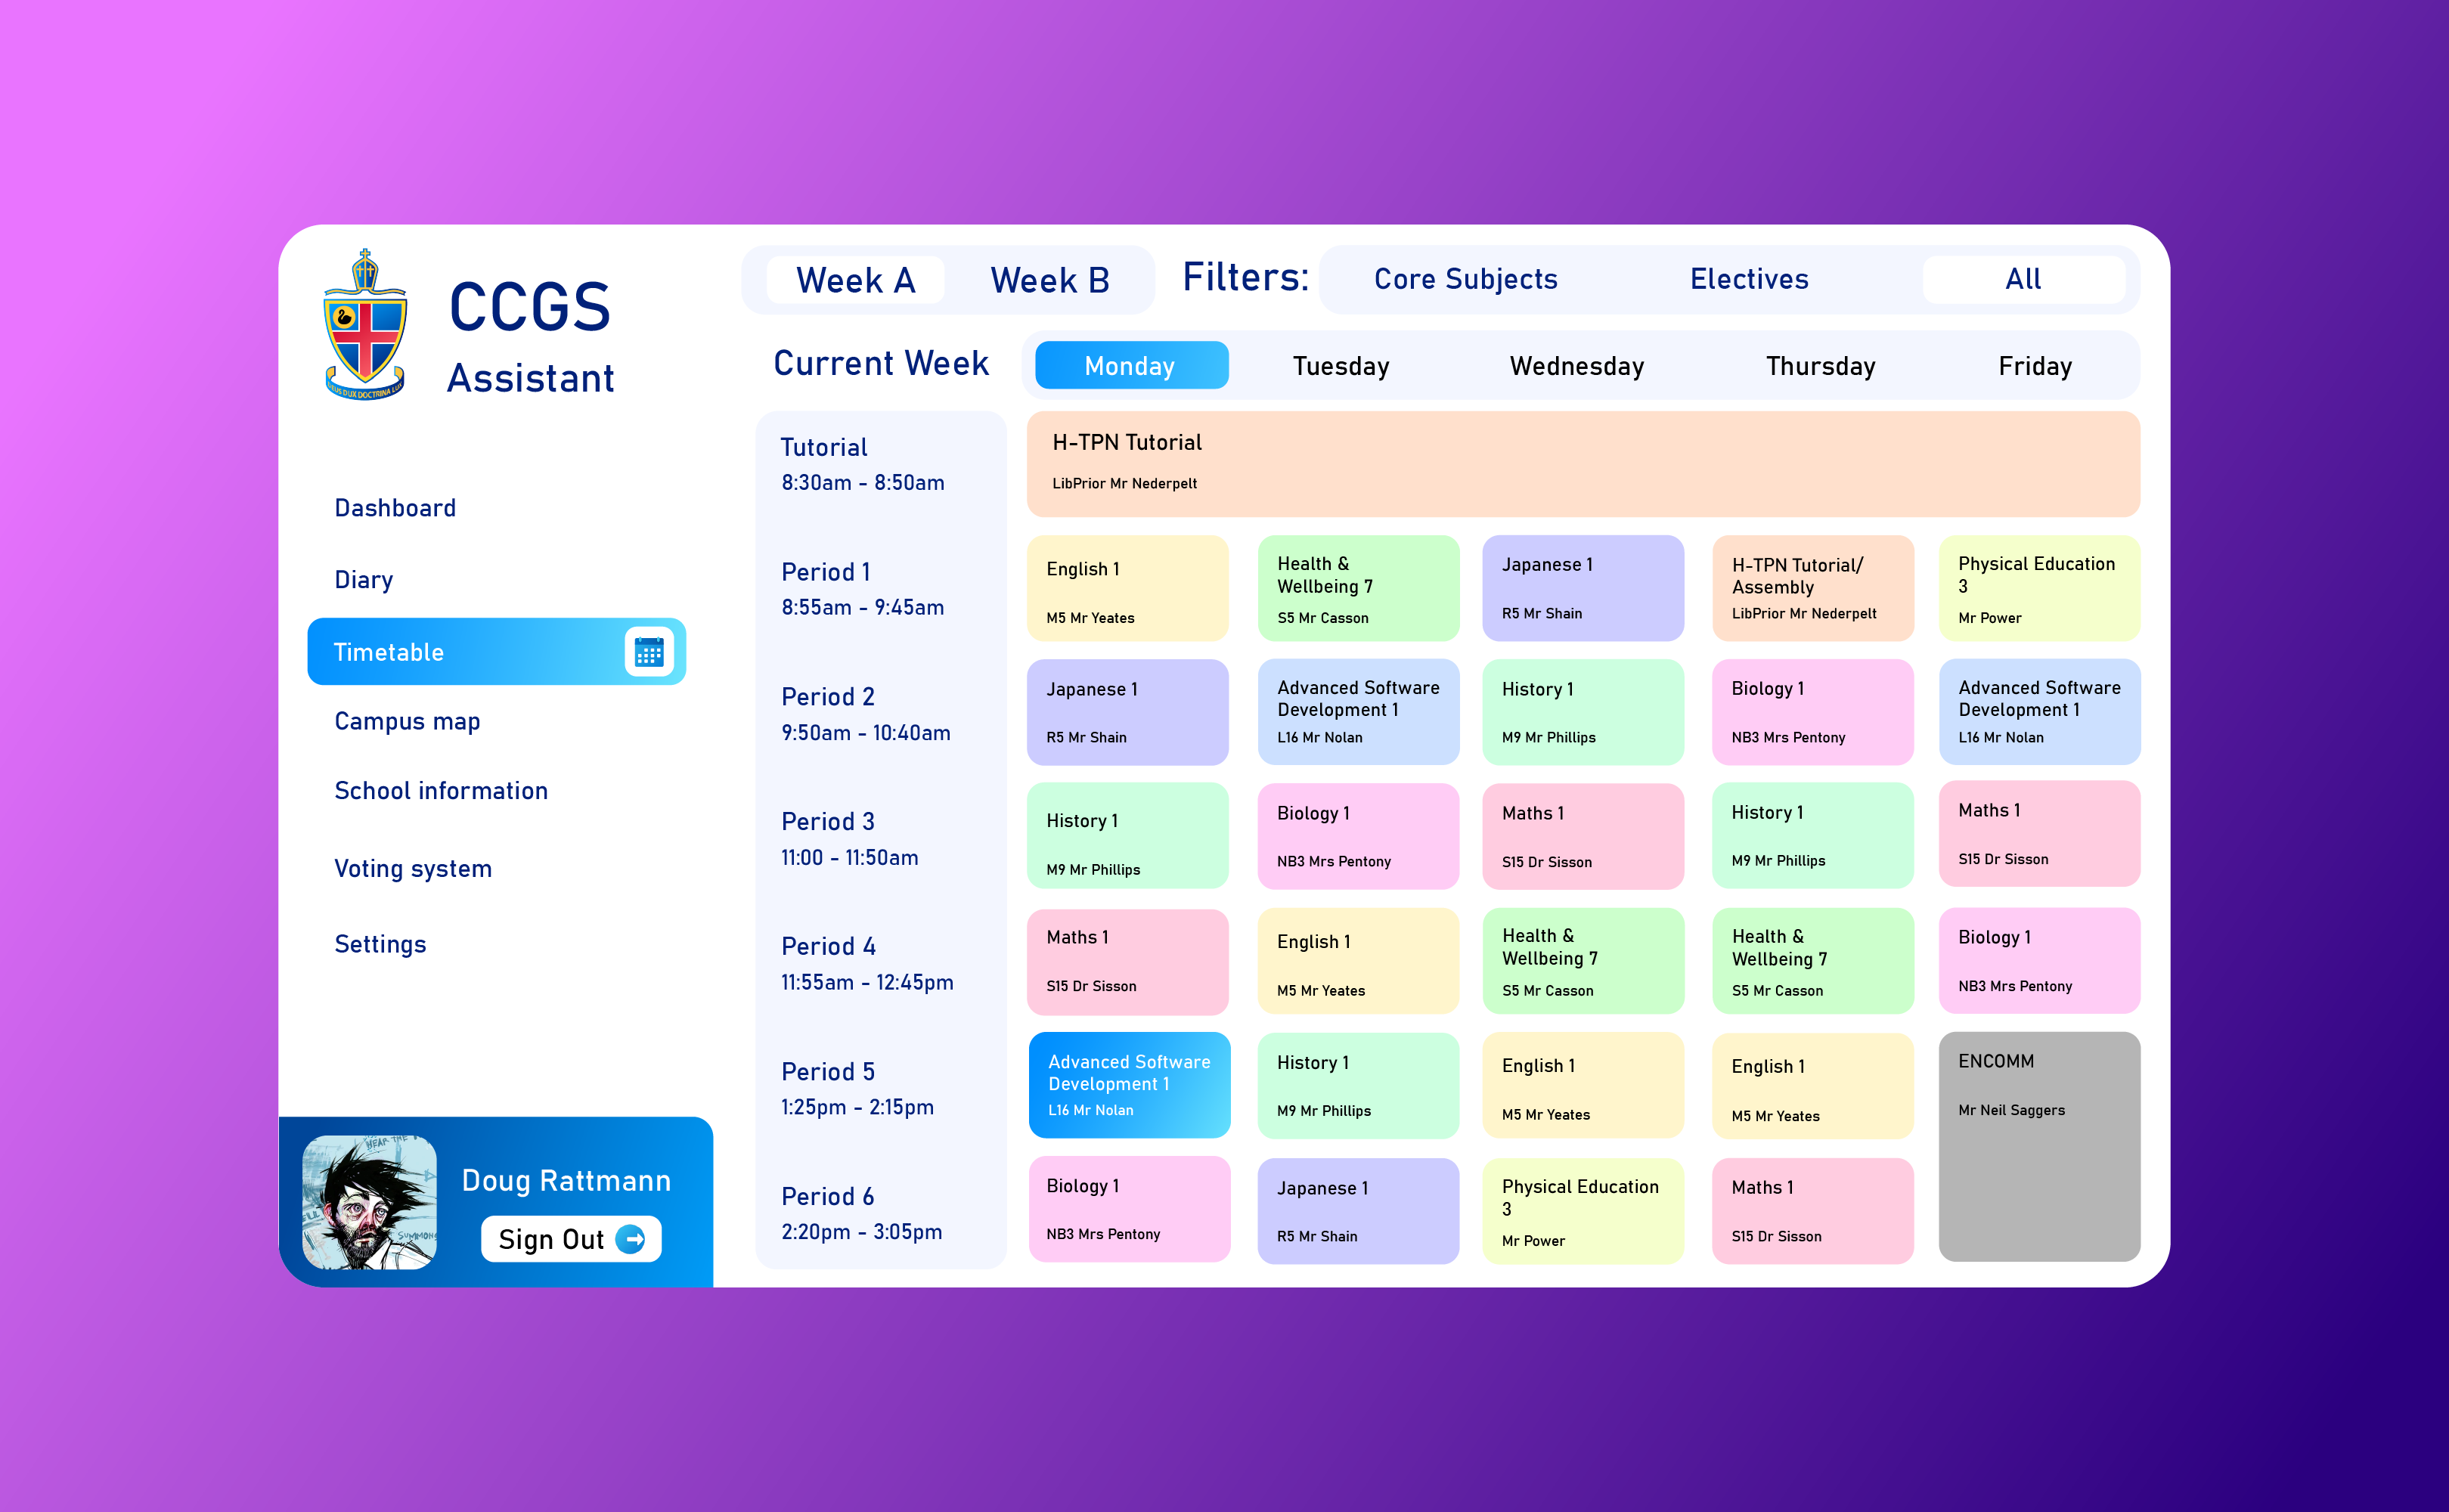 CCGS
Assistant
Dashboard
Diary
Timetable
Campus map
School information
Voting system
Settings
Doug Rattmann
Sign Out
Week A
Week B
Filters:
Core Subjects
Electives
All
Current Week
Monday
Tuesday
Wednesday
Thursday
Friday
Tutorial
8:30am - 8:50am
H-TPN Tutorial
LibPrior Mr Nederpelt
Period 1
8:55am - 9:45am
English 1
M5 Mr Yeates
Health &
Wellbeing 7
S5 Mr Casson
Japanese 1
R5 Mr Shain
H-TPN Tutorial/
Assembly
LibPrior Mr Nederpelt
Physical Education
3
Mr Power
Period 2
9:50am - 10:40am
Japanese 1
R5 Mr Shain
Advanced Software
Development 1
L16 Mr Nolan
History 1
M9 Mr Phillips
Biology 1
NB3 Mrs Pentony
Advanced Software
Development 1
L16 Mr Nolan
Period 3
11:00 - 11:50am
History 1
M9 Mr Phillips
Biology 1
NB3 Mrs Pentony
Maths 1
S15 Dr Sisson
History 1
M9 Mr Phillips
Maths 1
S15 Dr Sisson
Period 4
11:55am - 12:45pm
Maths 1
S15 Dr Sisson
English 1
M5 Mr Yeates
Health &
Wellbeing 7
S5 Mr Casson
Health &
Wellbeing 7
S5 Mr Casson
Biology 1
NB3 Mrs Pentony
Period 5
1:25pm - 2:15pm
Advanced Software
Development 1
L16 Mr Nolan
History 1
M9 Mr Phillips
English 1
M5 Mr Yeates
English 1
M5 Mr Yeates
ENCOMM
Mr Neil Saggers
Period 6
2:20pm - 3:05pm
Biology 1
NB3 Mrs Pentony
Japanese 1
R5 Mr Shain
Physical Education
3
Mr Power
Maths 1
S15 Dr Sisson